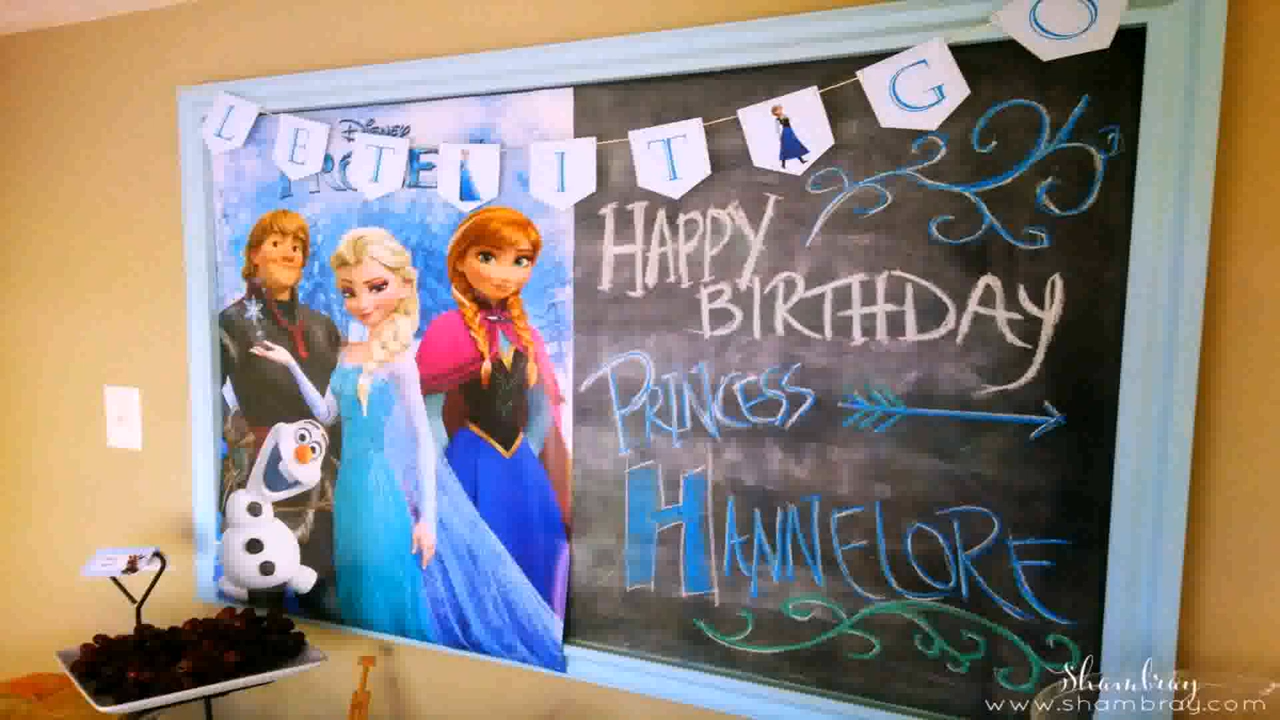 LET IT GO
DISNEY
FROZEN
HAPPY
BIRTHDAY
PRINCESS
HANNELORE
Shambray
www.shambray.com